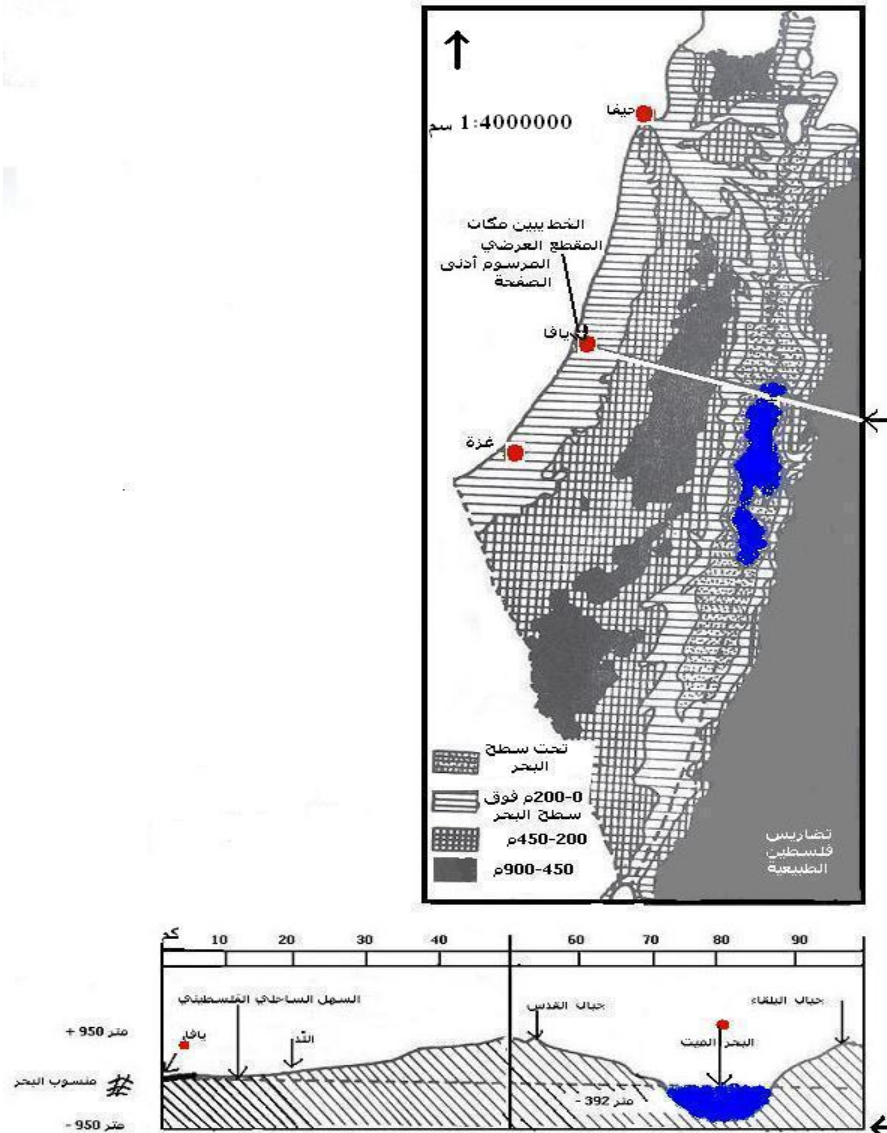 حيفا
1:4000000 سم
الخط يبين مكان
المقطع العرضي
المرسوم أدنى
الصفحة
يافا
غزة
تحت سطح
البحر
0-200م فوق
سطح البحر
200-450م
450-900م
تضاريس
فلسطين
الطبيعية
كم
10 20 30 40 50 60 70 80 90
السهل الساحلي الفلسطيني
جبال القدس
جبال البلقاء
+ 950 متر
يافا
اللد
البحر الميت
منسوب البحر
- 392 متر
- 950 متر